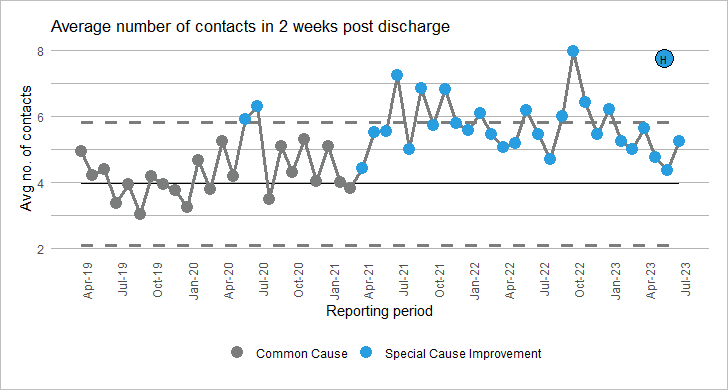 Average number of contacts in 2 weeks post discharge
H
Avg no. of contacts
8
6
4
2
Apr-19
Jul-19
Oct-19
Jan-20
Apr-20
Jul-20
Oct-20
Jan-21
Apr-21
Jul-21
Oct-21
Jan-22
Apr-22
Jul-22
Oct-22
Jan-23
Apr-23
Jul-23
Reporting period
Common Cause
Special Cause Improvement